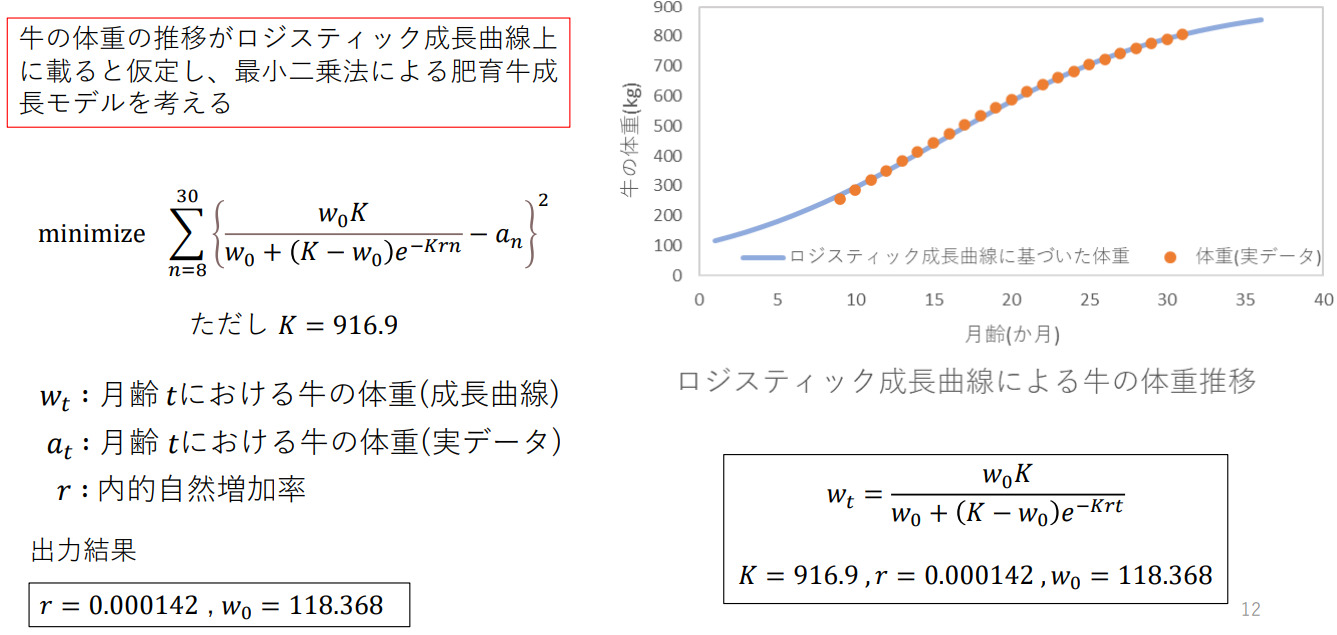 牛の体重の推移がロジスティック成長曲線上
に載ると仮定し、最小二乗法による肥育牛成
長モデルを考える
minimize \sum_{n=8}^{30} \left\{ \frac{w_0 K}{w_0 + (K - w_0)e^{-Krn}} - a_n \right\}^2
ただし K = 916.9
w_t : 月齢 tにおける牛の体重(成長曲線)
a_t : 月齢 tにおける牛の体重(実データ)
r : 内的自然増加率
出力結果
r = 0.000142 , w_0 = 118.368
牛の体重(kg)
900
800
700
600
500
400
300
200
100
0
ロジスティック成長曲線に基づいた体重 体重(実データ)
0 5 10 15 20 25 30 35 40
月齢(か月)
ロジスティック成長曲線による牛の体重推移
w_t = \frac{w_0 K}{w_0 + (K - w_0)e^{-Krt}}
K = 916.9 , r = 0.000142 , w_0 = 118.368
12